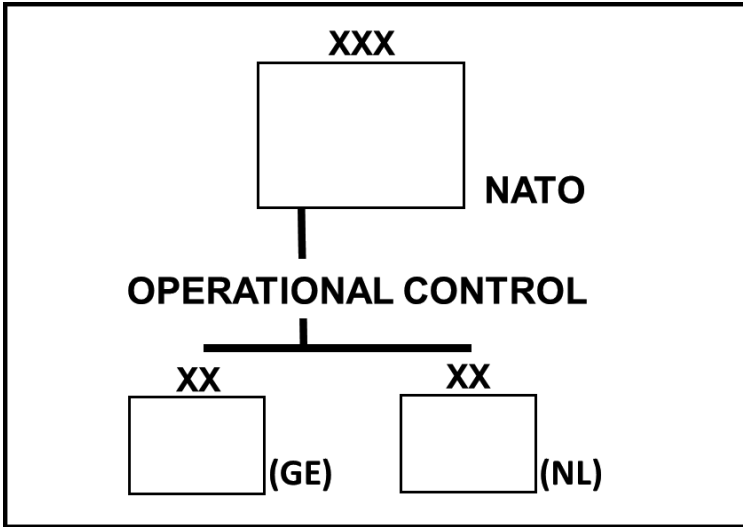 XXX
NATO
OPERATIONAL CONTROL
XX XX
(GE) (NL)